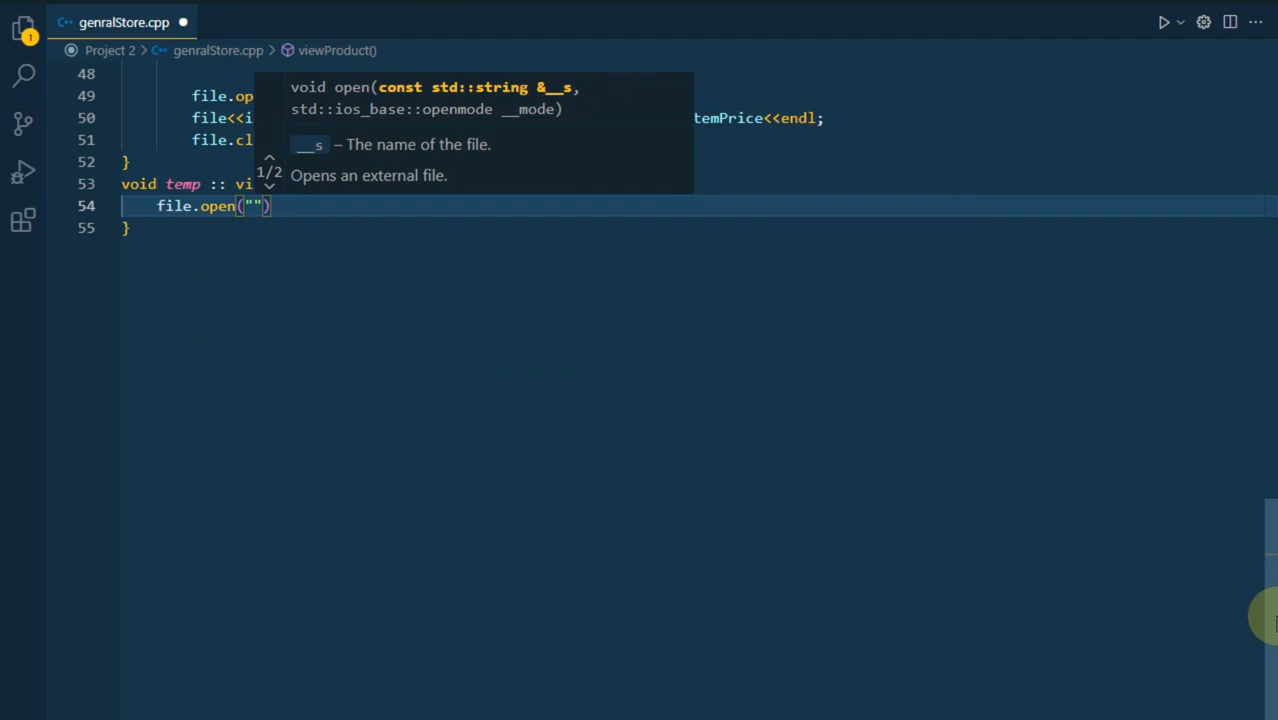 genralStore.cpp
Project 2 > genralStore.cpp > viewProduct()
1
48
void open(const std::string &__s,
49 file.op
std::ios_base::openmode __mode)
50 file<<i temPrice<<endl;
51 file.cl
__s – The name of the file.
52 }
1/2
Opens an external file.
53 void temp :: vi
54 file.open("")
55 }